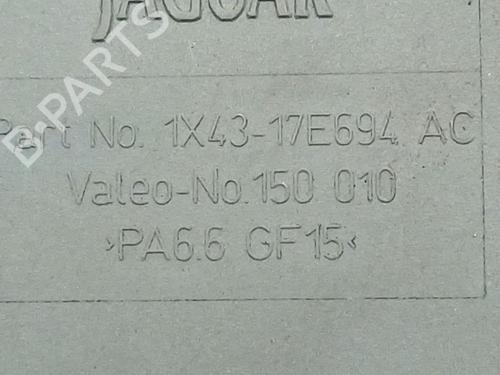 JAGUAR
Part No. 1X43-17E694 AC
Valeo-No.150 010
›PA6.6 GF15‹
B-PARTS